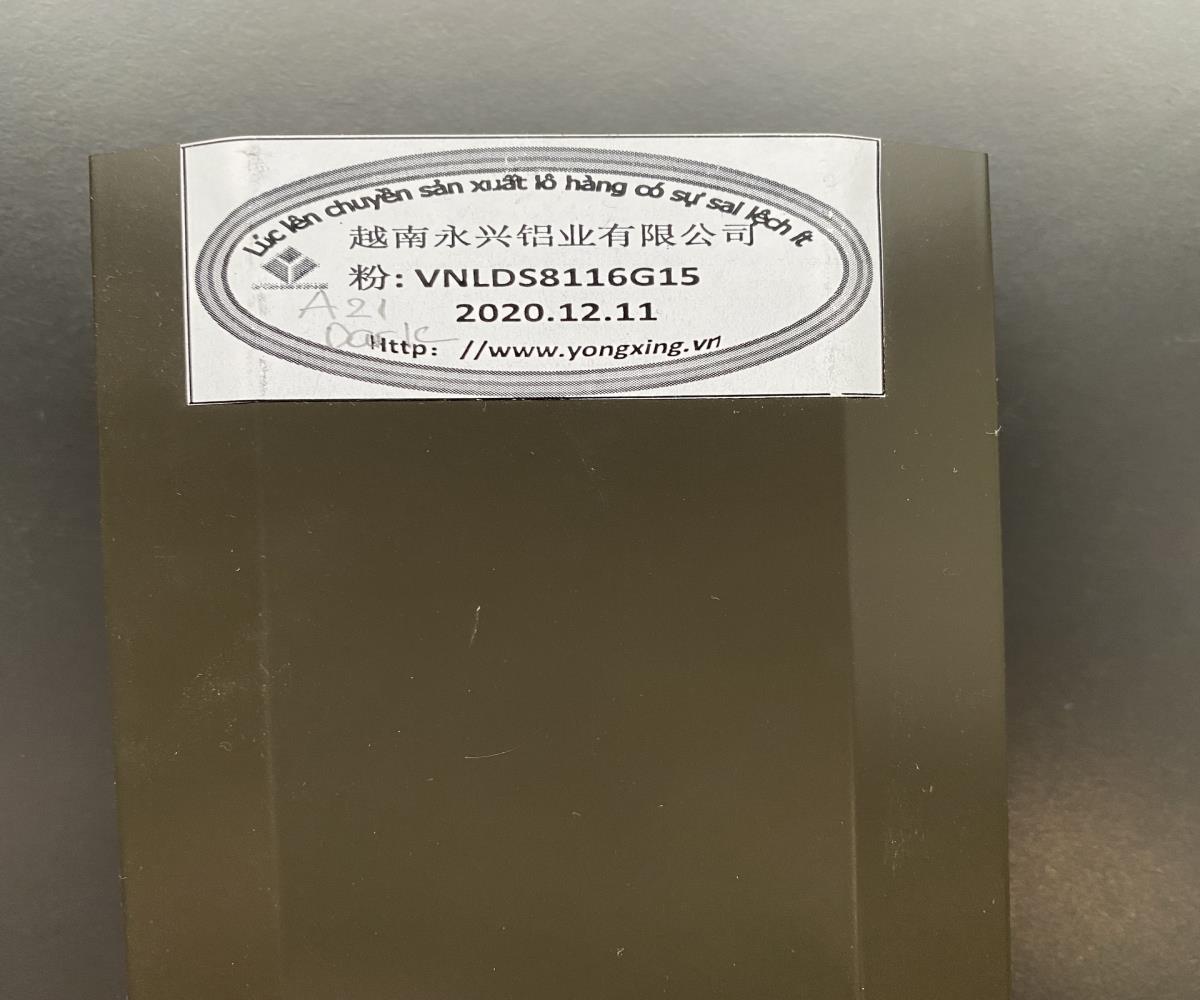 Lúc lên chuyền sản xuất lô hàng có sự sai lệch ít
越南永兴铝业有限公司
粉: VNLDS8116G15
A21
2020.12.11
Dark
Http: //www.yongxing.vn